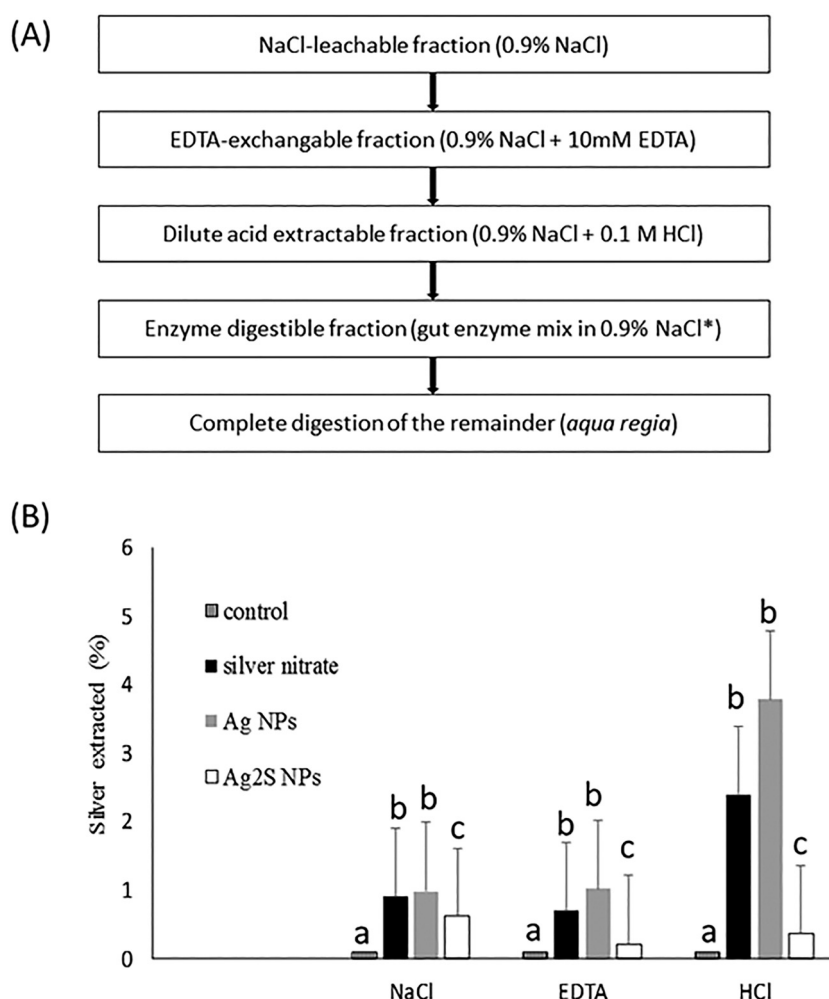 (A)
NaCl-leachable fraction (0.9% NaCl)
EDTA-exchangable fraction (0.9% NaCl + 10mM EDTA)
Dilute acid extractable fraction (0.9% NaCl + 0.1 M HCl)
Enzyme digestible fraction (gut enzyme mix in 0.9% NaCl*)
Complete digestion of the remainder (aqua regia)
(B)
Silver extracted (%)
6
5
4
3
2
1
0
control
silver nitrate
Ag NPs
Ag2S NPs
a b b c
a b b c
a b b c
NaCl EDTA HCl